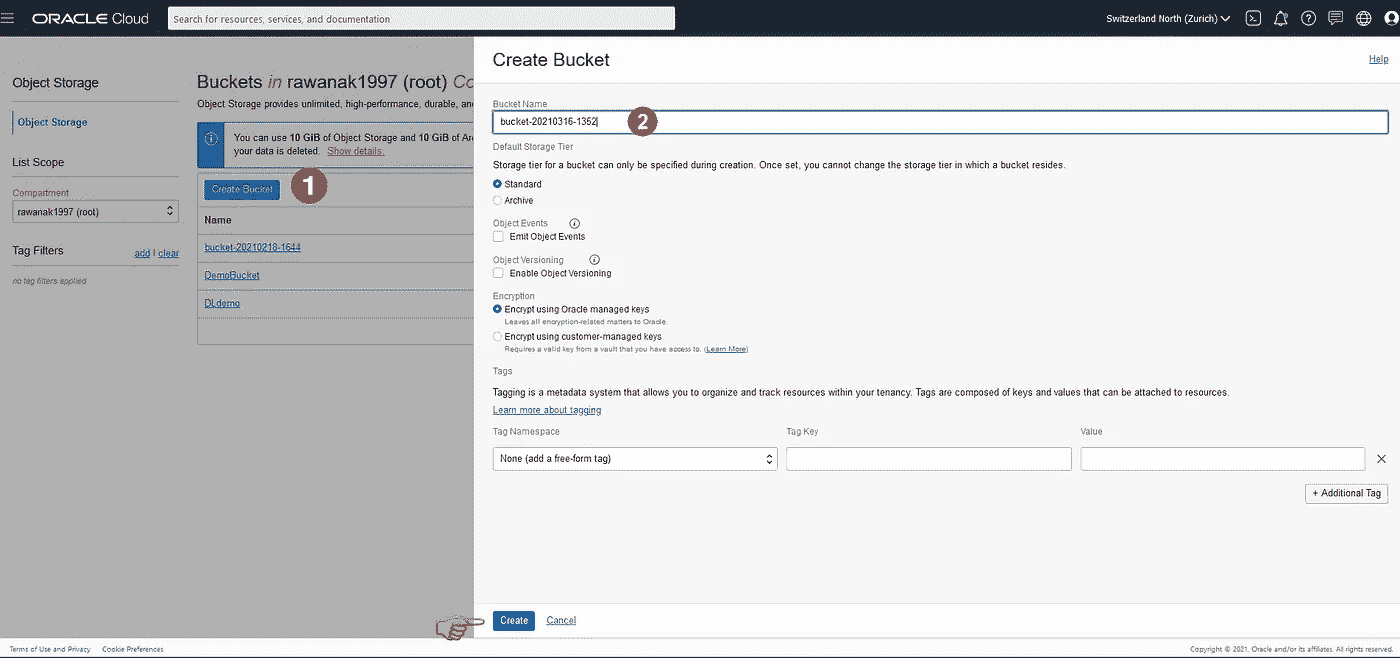 ORACLE Cloud
Search for resources, services, and documentation
Switzerland North (Zurich)
Object Storage
Object Storage
List Scope
Compartment
rawanak1997 (root)
Tag Filters
add | clear
no tag filters applied
Buckets in rawanak1997 (root) Co
Object Storage provides unlimited, high-performance, durable, an
You can use 10 GiB of Object Storage and 10 GiB of Ar
your data is deleted. Show details.
Create Bucket
1
Name
bucket-20210218-1644
DemoBucket
DLdemo
Create Bucket
Help
Bucket Name
bucket-20210316-1352
2
Default Storage Tier
Storage tier for a bucket can only be specified during creation. Once set, you cannot change the storage tier in which a bucket resides.
Standard
Archive
Object Events
Emit Object Events
Object Versioning
Enable Object Versioning
Encryption
Encrypt using Oracle managed keys
Leaves all encryption-related matters to Oracle.
Encrypt using customer-managed keys
Requires a valid key from a vault that you have access to. (Learn More)
Tags
Tagging is a metadata system that allows you to organize and track resources within your tenancy. Tags are composed of keys and values that can be attached to resources.
Learn more about tagging
Tag Namespace
Tag Key
Value
None (add a free-form tag)
+ Additional Tag
Create
Cancel
Terms of Use and Privacy
Cookie Preferences
Copyright © 2021, Oracle and/or its affiliates. All rights reserved.